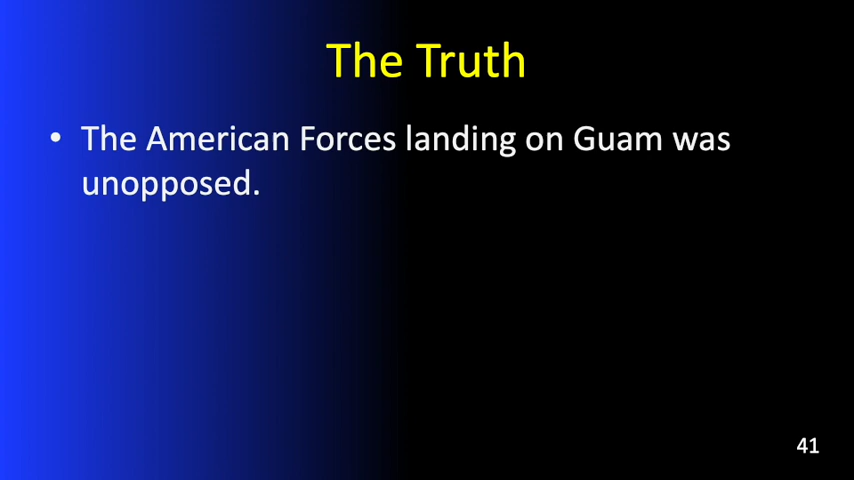 The Truth
• The American Forces landing on Guam was
unopposed.
41